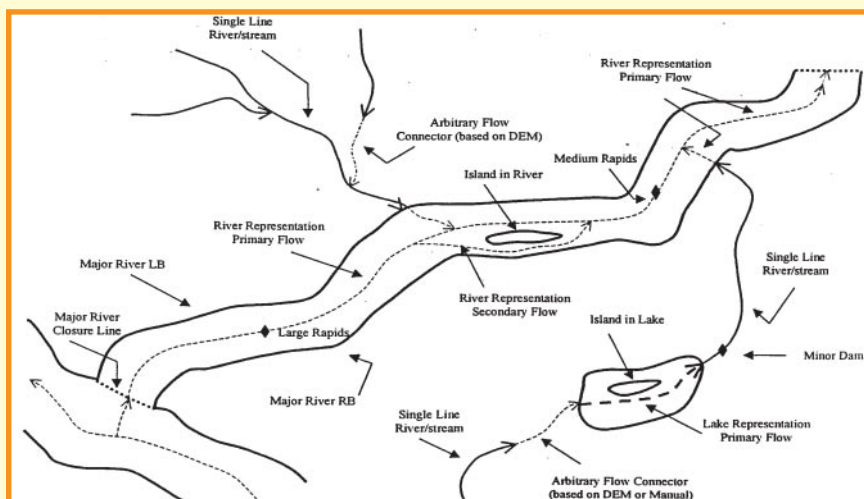 Single Line
River/stream
River Representation
Primary Flow
Arbitrary Flow
Connector (based on DEM)
Medium Rapids
Island in River
River Representation
Primary Flow
Major River LB
Single Line
River/stream
River Representation
Secondary Flow
Major River
Closure Line
Large Rapids
Island in Lake
Minor Dam
Major River RB
Single Line
River/stream
Lake Representation
Primary Flow
Arbitrary Flow Connector
(based on DEM or Manual)